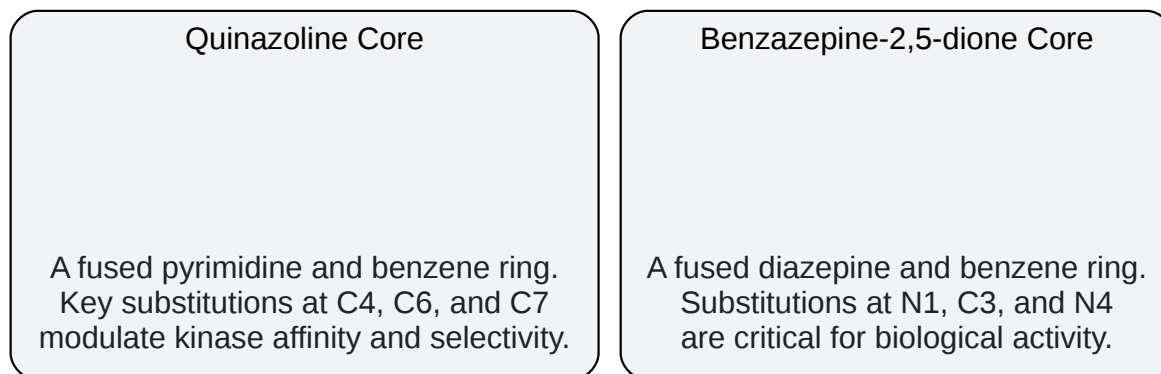 Quinazoline Core
A fused pyrimidine and benzene ring.
Key substitutions at C4, C6, and C7
modulate kinase affinity and selectivity.
Benzazepine-2,5-dione Core
A fused diazepine and benzene ring.
Substitutions at N1, C3, and N4
are critical for biological activity.